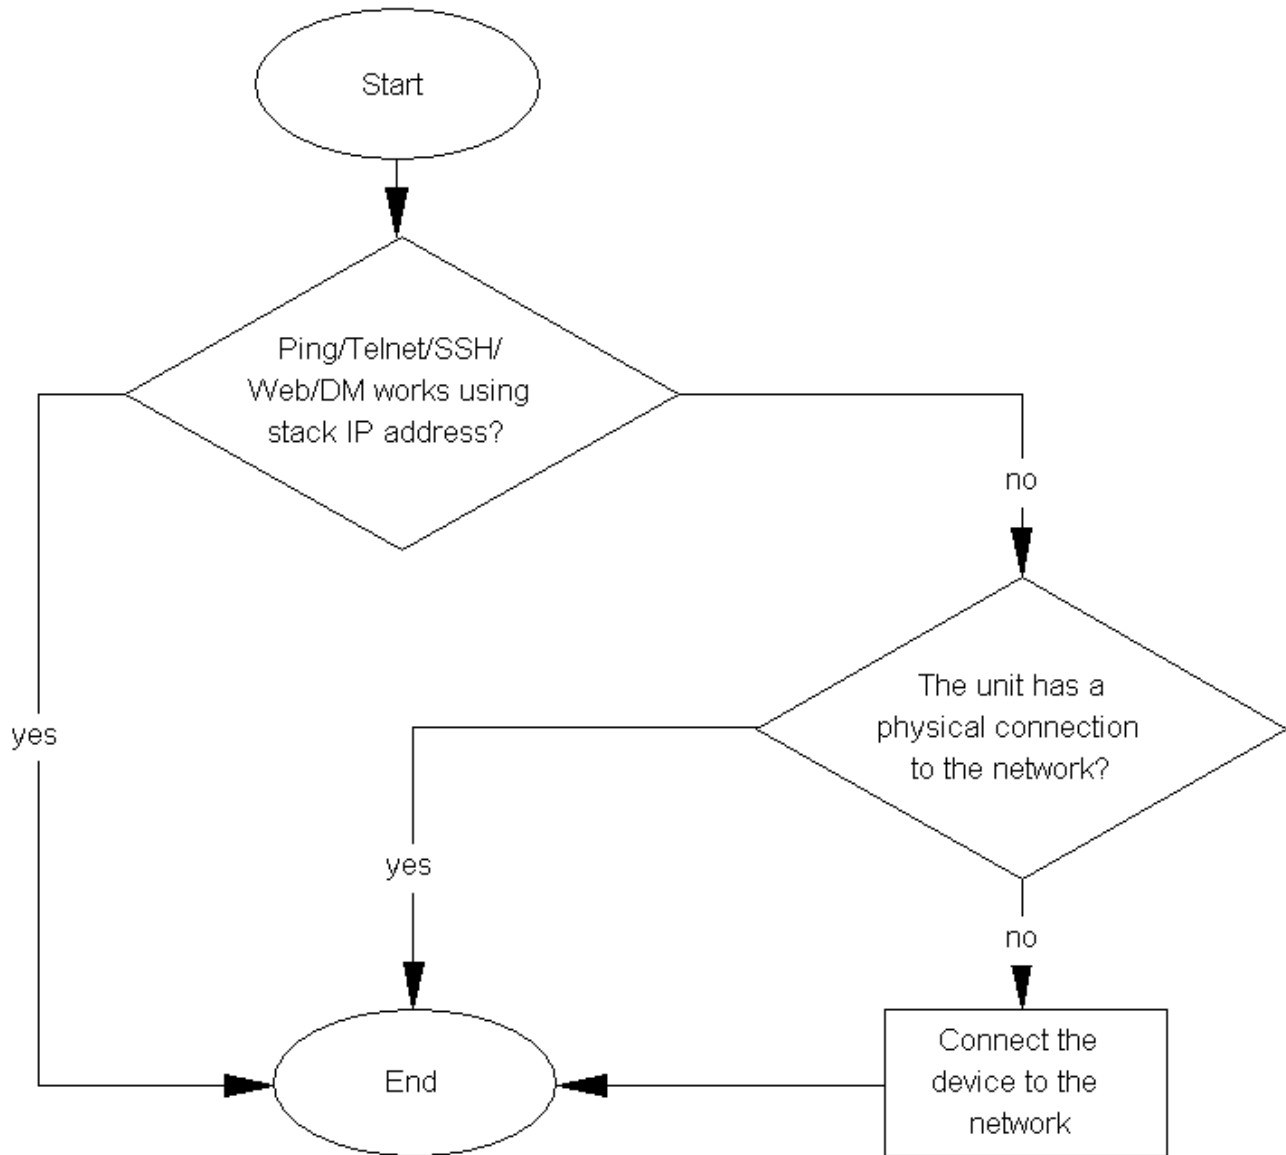 Start
Ping/Telnet/SSH/
Web/DM works using
stack IP address?
no
The unit has a
physical connection
to the network?
yes
yes
no
Connect the
device to the
network
End